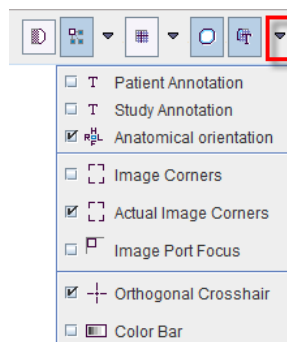 T Patient Annotation
T Study Annotation
Anatomical orientation
Image Corners
Actual Image Corners
Image Port Focus
Orthogonal Crosshair
Color Bar